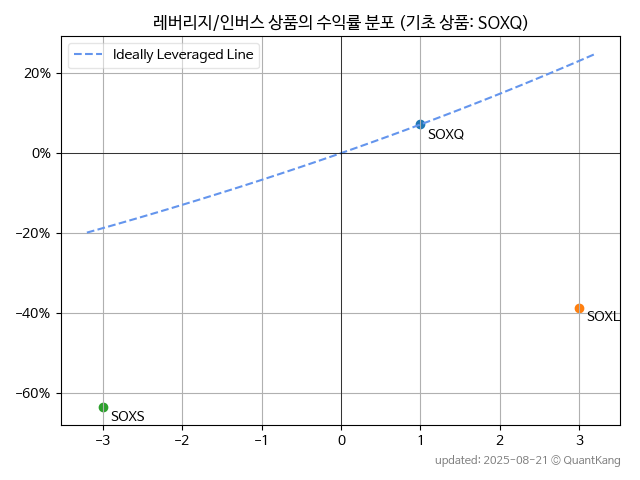 레버리지/인버스 상품의 수익률 분포 (기초 상품: SOXQ)
Ideally Leveraged Line
20%
0%
−20%
−40%
−60%
SOXQ
SOXL
SOXS
−3 −2 −1 0 1 2 3
updated: 2025-08-21 © QuantKang